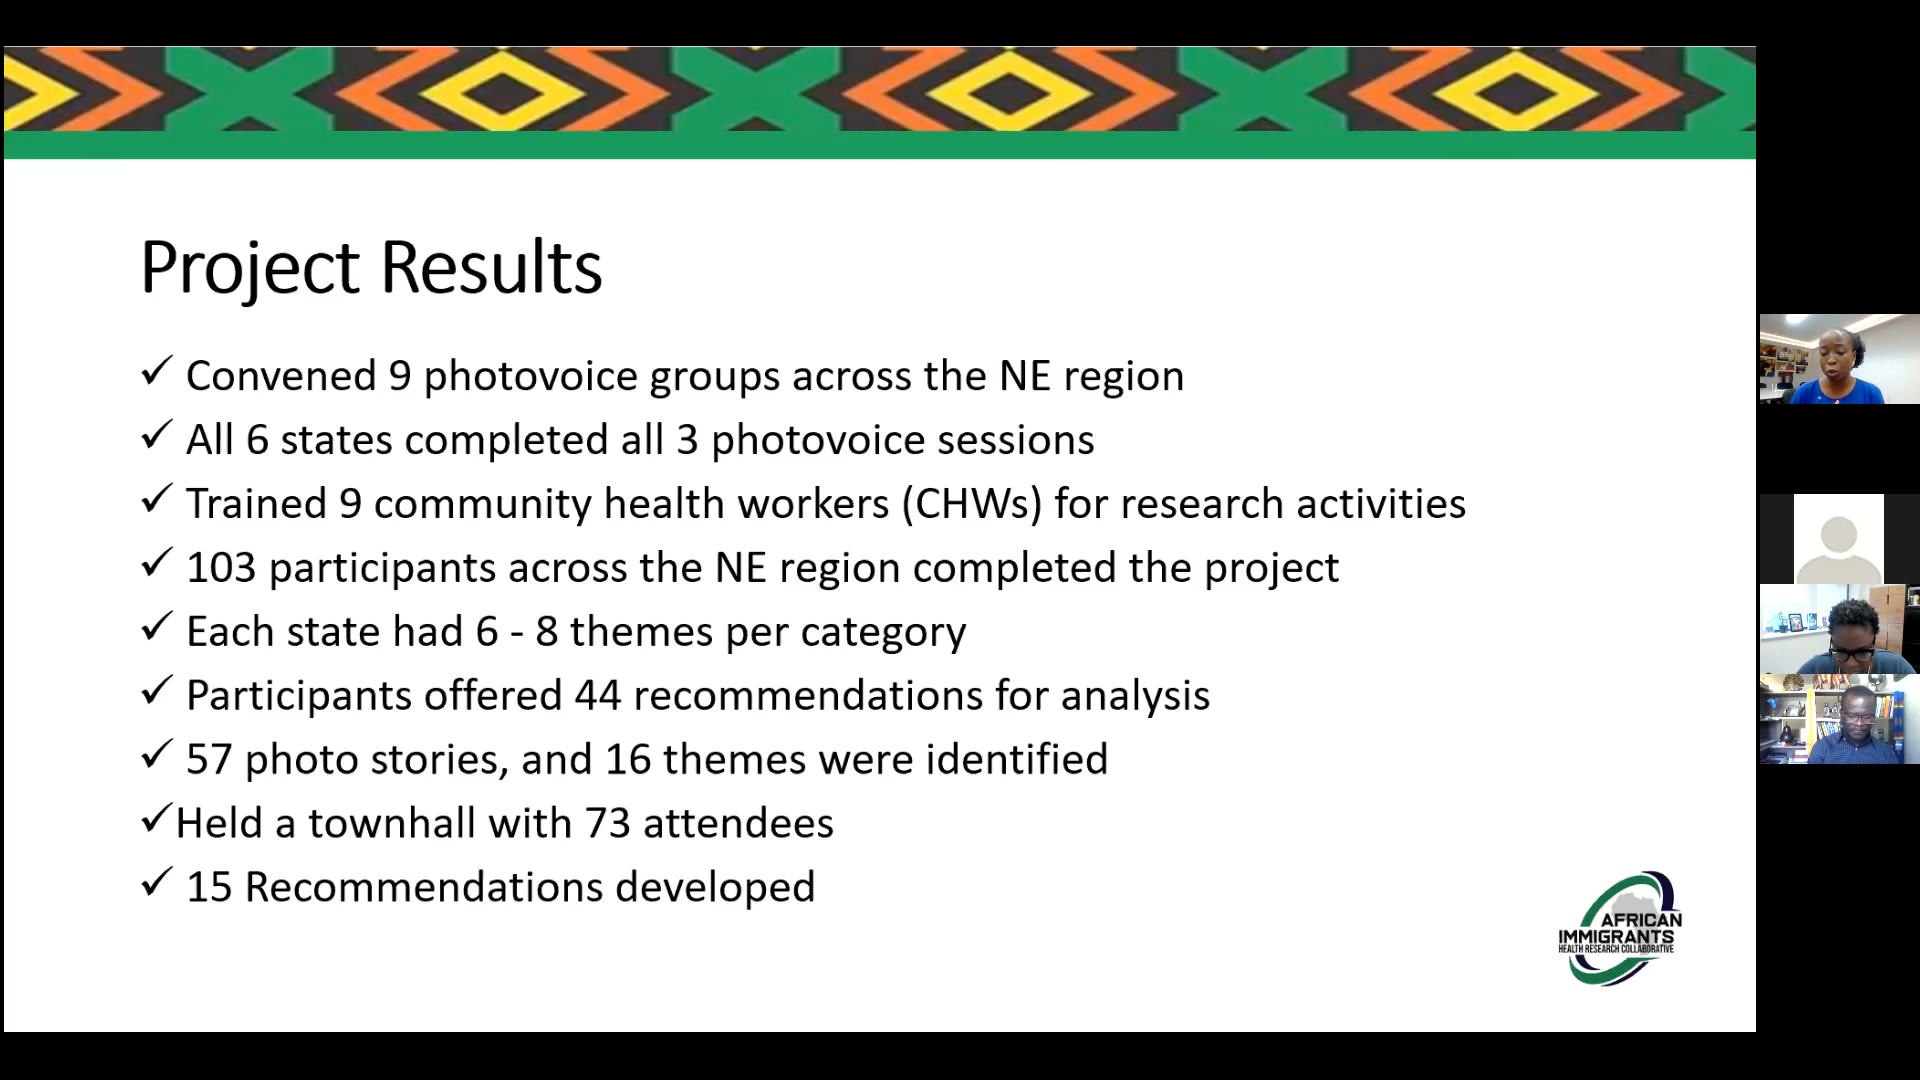 Project Results
✓ Convened 9 photovoice groups across the NE region
✓ All 6 states completed all 3 photovoice sessions
✓ Trained 9 community health workers (CHWs) for research activities
✓ 103 participants across the NE region completed the project
✓ Each state had 6 - 8 themes per category
✓ Participants offered 44 recommendations for analysis
✓ 57 photo stories, and 16 themes were identified
✓Held a townhall with 73 attendees
✓ 15 Recommendations developed
AFRICAN
IMMIGRANTS
HEALTH RESEARCH COLLABORATIVE